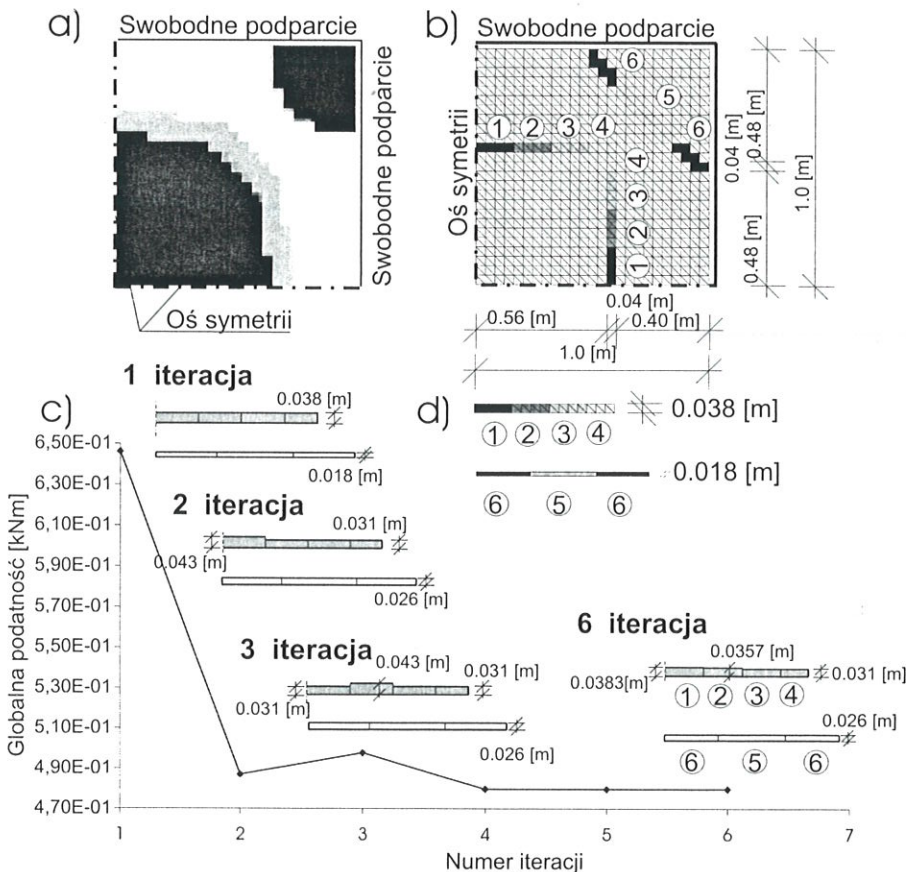 a)
Swobodne podparcie
Swobodne podparcie
Oś symetrii
b)
Swobodne podparcie
6
5
1 2 3 4
6
4
3
2
1
Oś symetrii
0.48 [m]
0.04 [m]
0.48 [m]
1.0 [m]
0.04 [m]
0.56 [m]
0.40 [m]
1.0 [m]
c)
1 iteracja
0.038 [m]
0.018 [m]
2 iteracja
0.031 [m]
0.043 [m]
0.026 [m]
3 iteracja
0.043 [m]
0.031 [m]
0.031 [m]
0.026 [m]
d)
0.038 [m]
1 2 3 4
0.018 [m]
6 5 6
6 iteracja
0.0357 [m]
0.0383[m]
0.031 [m]
1 2 3 4
0.026 [m]
6 5 6
Globalna podatność [kNm]
6,50E-01
6,30E-01
6,10E-01
5,90E-01
5,70E-01
5,50E-01
5,30E-01
5,10E-01
4,90E-01
4,70E-01
1 2 3 4 5 6 7
Numer iteracji